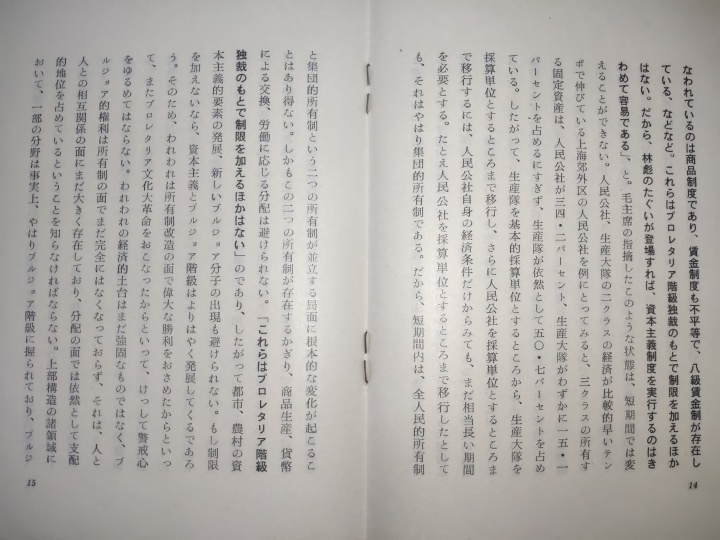 なわれているのは商品制度であり、賃金制度も不平等で、八級賃金制が存在し
ている、などなど。これらはプロレタリア階級独裁のもとで制限を加えるほか
はない。だから、林彪のたぐいが登場すれば、資本主義制度を実行するのはき
わめて容易である」、と。毛主席の指摘したこのような状態は、短期間では変
えることができない。人民公社、生産大隊の二クラスの経済が比較的早いテン
ポで伸びている上海郊外区の人民公社を例にとってみると、三クラスの所有す
る固定資産は、人民公社が三四・二パーセント、生産大隊がわずかに一五・一
パーセントを占めるにすぎず、生産隊が依然として五〇・七パーセントを占め
ている。したがって、生産隊を基本的採算単位とするところから、生産大隊を
採算単位とするところまで移行し、さらに人民公社を採算単位とするところま
で移行するには、人民公社自身の経済条件だけからみても、まだ相当長い期間
を必要とする。たとえ人民公社を採算単位とするところまで移行したとして
も、それはやはり集団的所有制である。だから、短期間内は、全人民的所有制
14
と集団的所有制という二つの所有制が並立する局面に根本的な変化が起こるこ
とはあり得ない。しかもこの二つの所有制が存在するかぎり、商品生産、貨幣
による交換、労働に応じる分配は避けられない。「これらはプロレタリア階級
独裁のもとで制限を加えるほかはない」のであり、したがって都市、農村の資
本主義的要素の発展、新しいブルジョア分子の出現も避けられない。もし制限
を加えないなら、資本主義とブルジョア階級はよりはやく発展してくるであろ
う。そのため、われわれは所有制改造の面で偉大な勝利をおさめたからといっ
て、またプロレタリア文化大革命をおこなったからといって、けっして警戒心
をゆるめてはならない。われわれの経済的土台はまだ強固なものではなく、ブ
ルジョア的権利は所有制の面でまだ完全にはなくなっておらず、それは、人と
人との相互関係の面にまだ大きく存在しており、分配の面では依然として支配
的地位を占めているということを知らなければならない。上部構造の諸領域に
おいて、一部の分野は事実上、やはりブルジョア階級に握られており、ブルジ
15